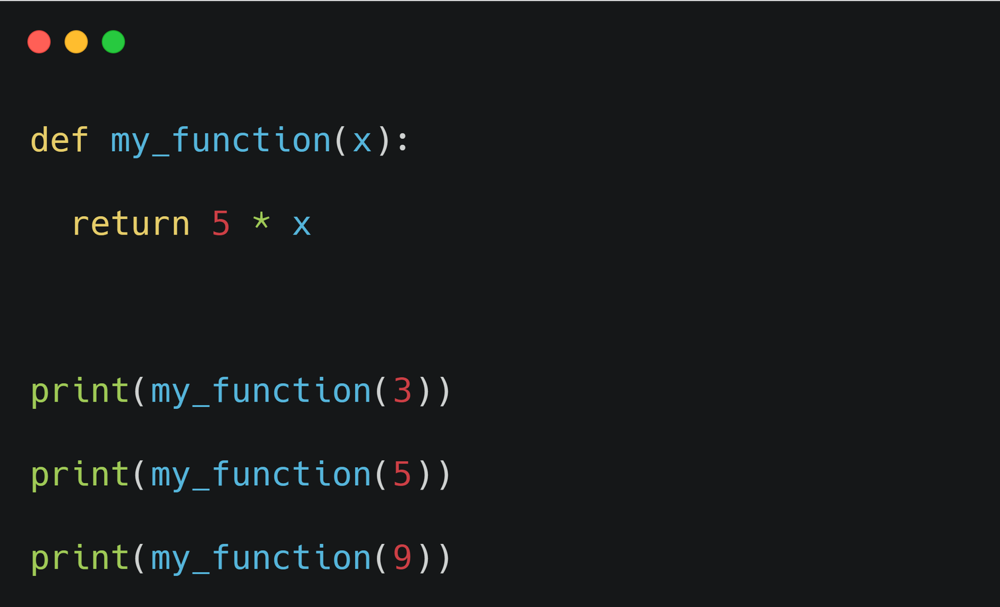 def my_function(x):
  return 5 * x
print(my_function(3))
print(my_function(5))
print(my_function(9))